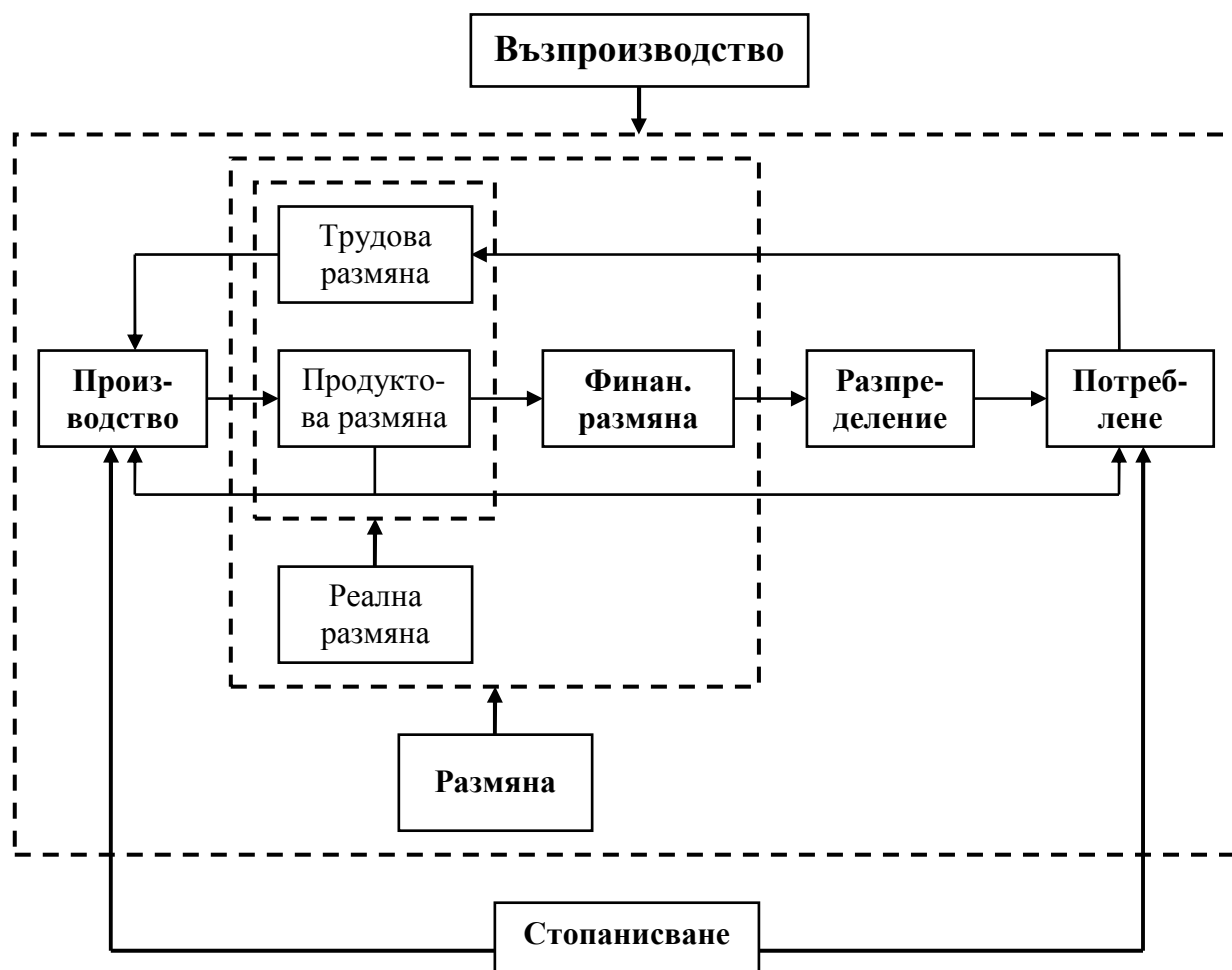 Възпроизводство
Трудова
размяна
Произ-
водство
Продукто-
ва размяна
Финан.
размяна
Разпре-
деление
Потреб-
лене
Реална
размяна
Размяна
Стопанисване